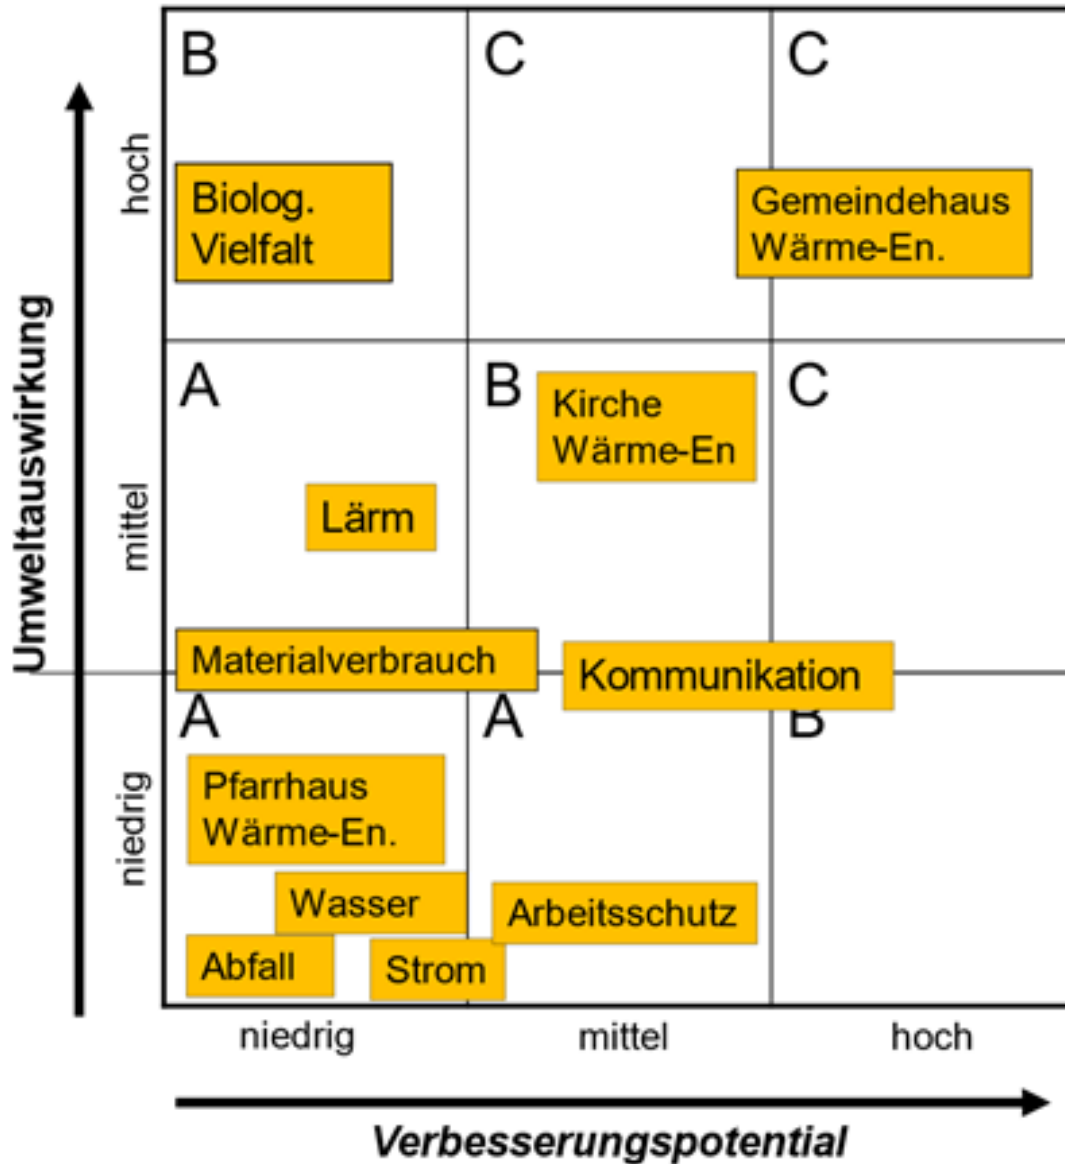 B
C
C
hoch
Biolog.
Vielfalt
Gemeindehaus
Wärme-En.
Umweltauswirkung
A
B
C
Kirche
Wärme-En
mittel
Lärm
Materialverbrauch
Kommunikation
A
A
B
niedrig
Pfarrhaus
Wärme-En.
Wasser
Arbeitsschutz
Abfall
Strom
niedrig
mittel
hoch
Verbesserungspotential